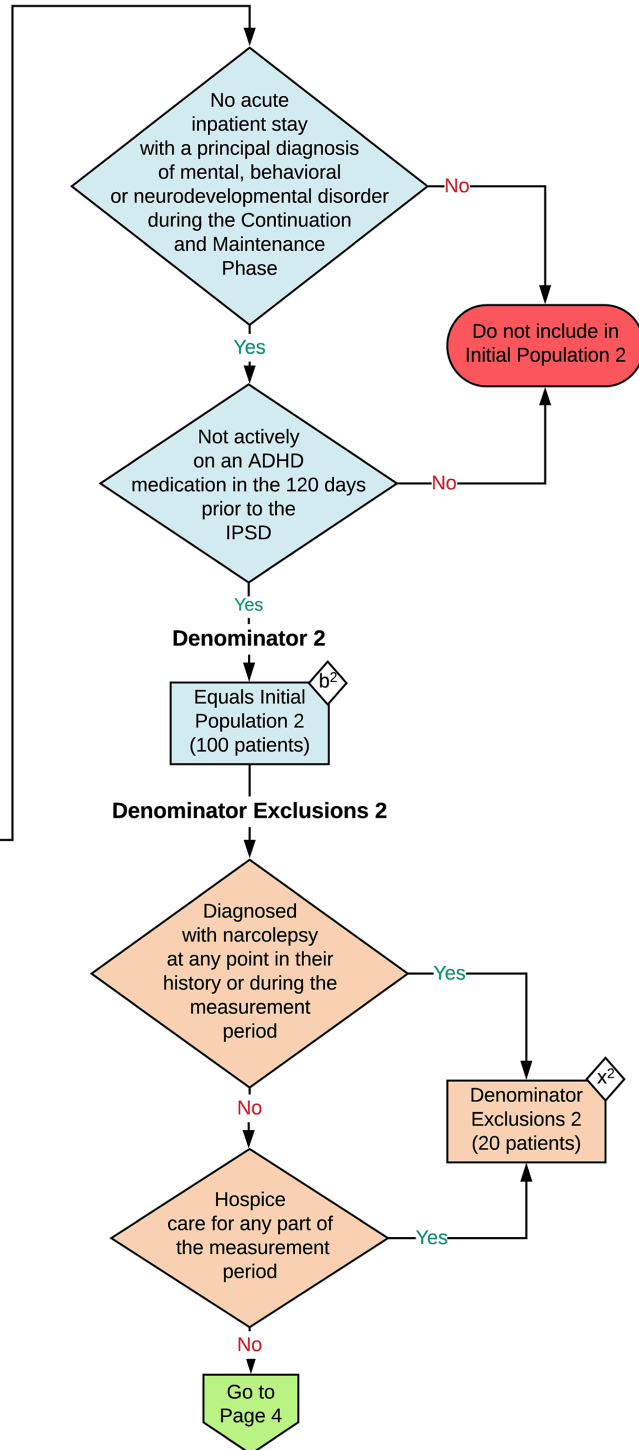 No acute
inpatient stay
with a principal diagnosis
of mental, behavioral
or neurodevelopmental disorder
during the Continuation
and Maintenance
Phase
No
Do not include in
Initial Population 2
Yes
Not actively
on an ADHD
medication in the 120 days
prior to the
IPSD
No
Yes
Denominator 2
b²
Equals Initial
Population 2
(100 patients)
Denominator Exclusions 2
Diagnosed
with narcolepsy
at any point in their
history or during the
measurement
period
Yes
x²
Denominator
Exclusions 2
(20 patients)
No
Hospice
care for any part of
the measurement
period
Yes
No
Go to
Page 4